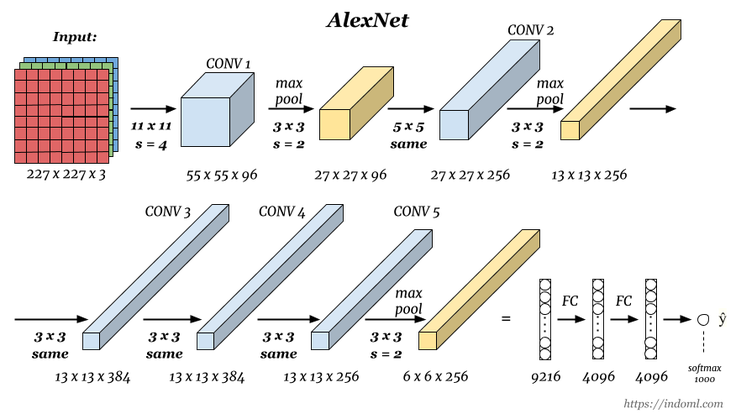 AlexNet
Input:
CONV 1
CONV 2
max
pool
max
pool
11 x 11
s = 4
3 x 3
s = 2
5 x 5
same
3 x 3
s = 2
227 x 227 x 3
55 x 55 x 96
27 x 27 x 96
27 x 27 x 256
13 x 13 x 256
CONV 3
CONV 4
CONV 5
max
pool
FC
FC
=
ŷ
3 x 3
same
3 x 3
same
3 x 3
same
3 x 3
s = 2
13 x 13 x 384
13 x 13 x 384
13 x 13 x 256
6 x 6 x 256
9216
4096
4096
softmax
1000
https://indoml.com